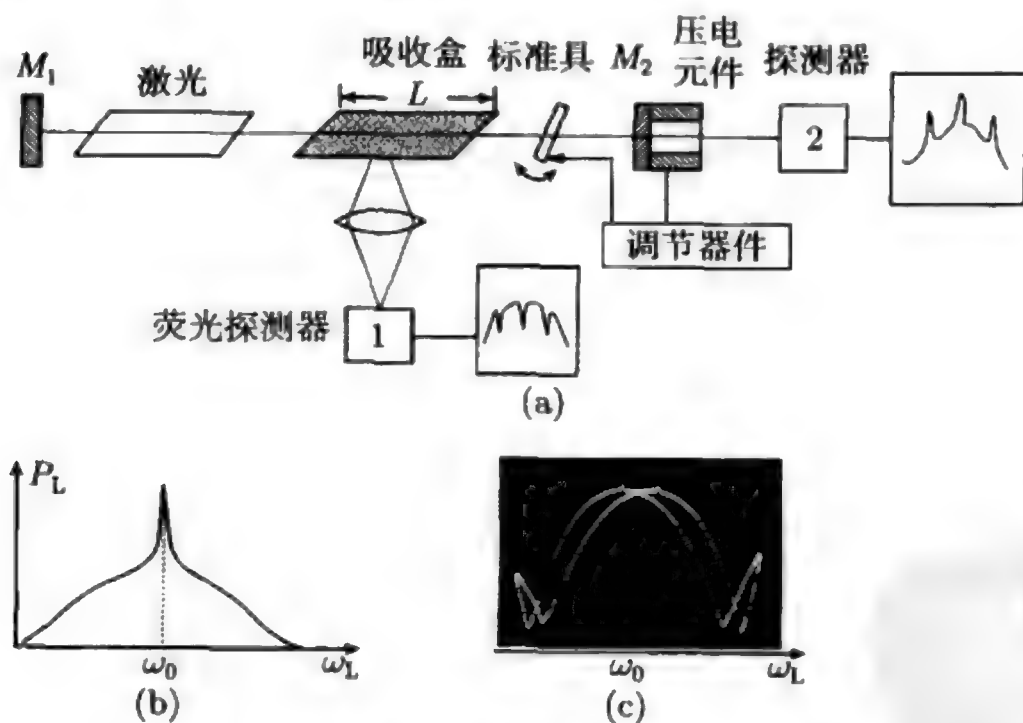 吸收盒 标准具 M₂ 压电元件 探测器
M₁ 激光 L
2
调节器件
荧光探测器 1
(a)
P_L
ω₀ ω_L
(b)
ω₀ ω_L
(c)